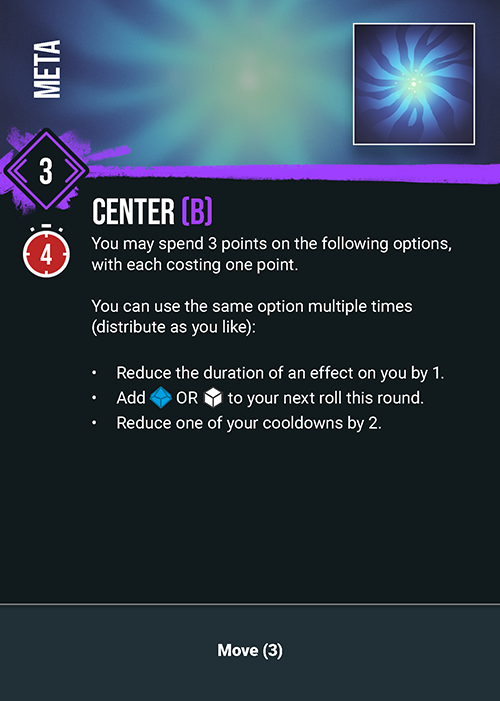 META
3
CENTER (B)
4
You may spend 3 points on the following options,
with each costing one point.
You can use the same option multiple times
(distribute as you like):
• Reduce the duration of an effect on you by 1.
• Add OR to your next roll this round.
• Reduce one of your cooldowns by 2.
Move (3)